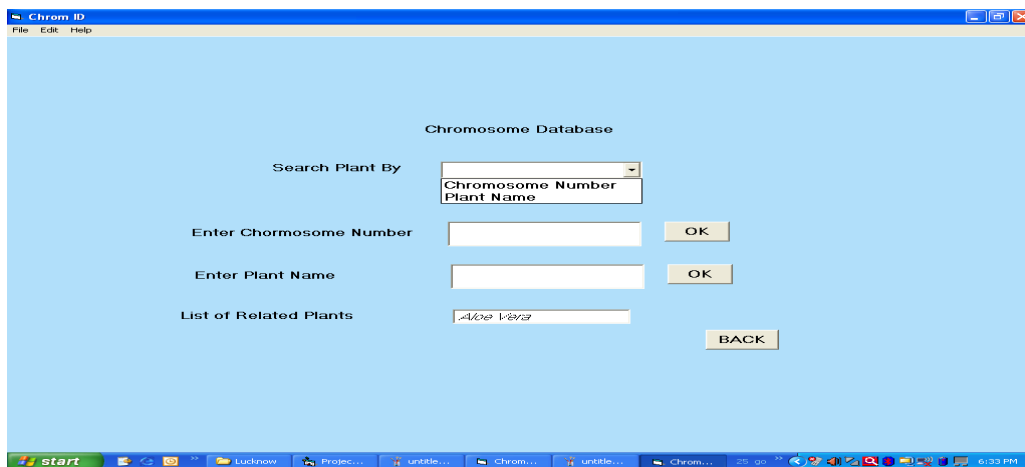 Chrom ID
File Edit Help
Chromosome Database
Search Plant By
Chromosome Number
Plant Name
Enter Chormosome Number OK
Enter Plant Name OK
List of Related Plants Aloe Vera
BACK
start Lucknow Projec... untitle... Chrom... untitle... Chrom... 25 go 6:33 PM